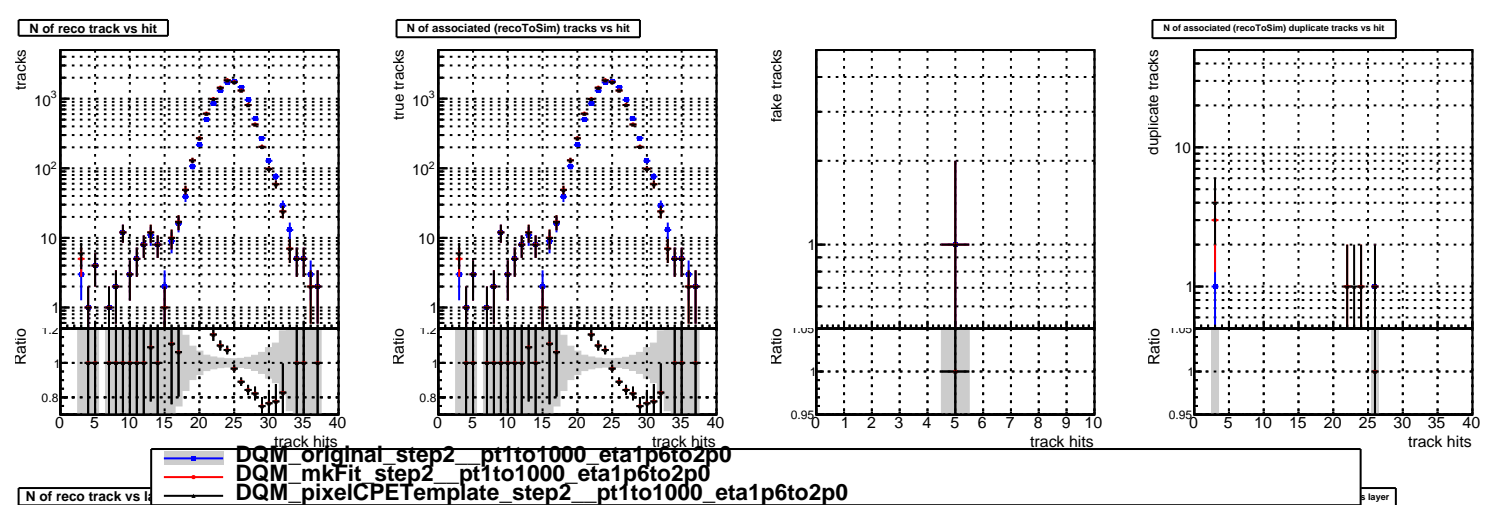 N of reco track vs hit
N of associated (recoToSim) tracks vs hit
N of associated (recoToSim) duplicate tracks vs hit
tracks
10³
10²
10
1
Ratio
1.2
1
0.8
0 5 10 15 20 25 30 35 40
track hits
true tracks
10³
10²
10
1
Ratio
1.2
1
0.8
0 5 10 15 20 25 30 35 40
track hits
fake tracks
1
Ratio
1.05
1
0.95
0 1 2 3 4 5 6 7 8 9 10
track hits
duplicate tracks
10
1
Ratio
1.05
1
0.95
0 5 10 15 20 25 30 35 40
track hits
DQM_original_step2__pt1to1000_eta1p6to2p0
DQM_mkFit_step2__pt1to1000_eta1p6to2p0
DQM_pixelCPETemplate_step2__pt1to1000_eta1p6to2p0
N of reco track vs
layer